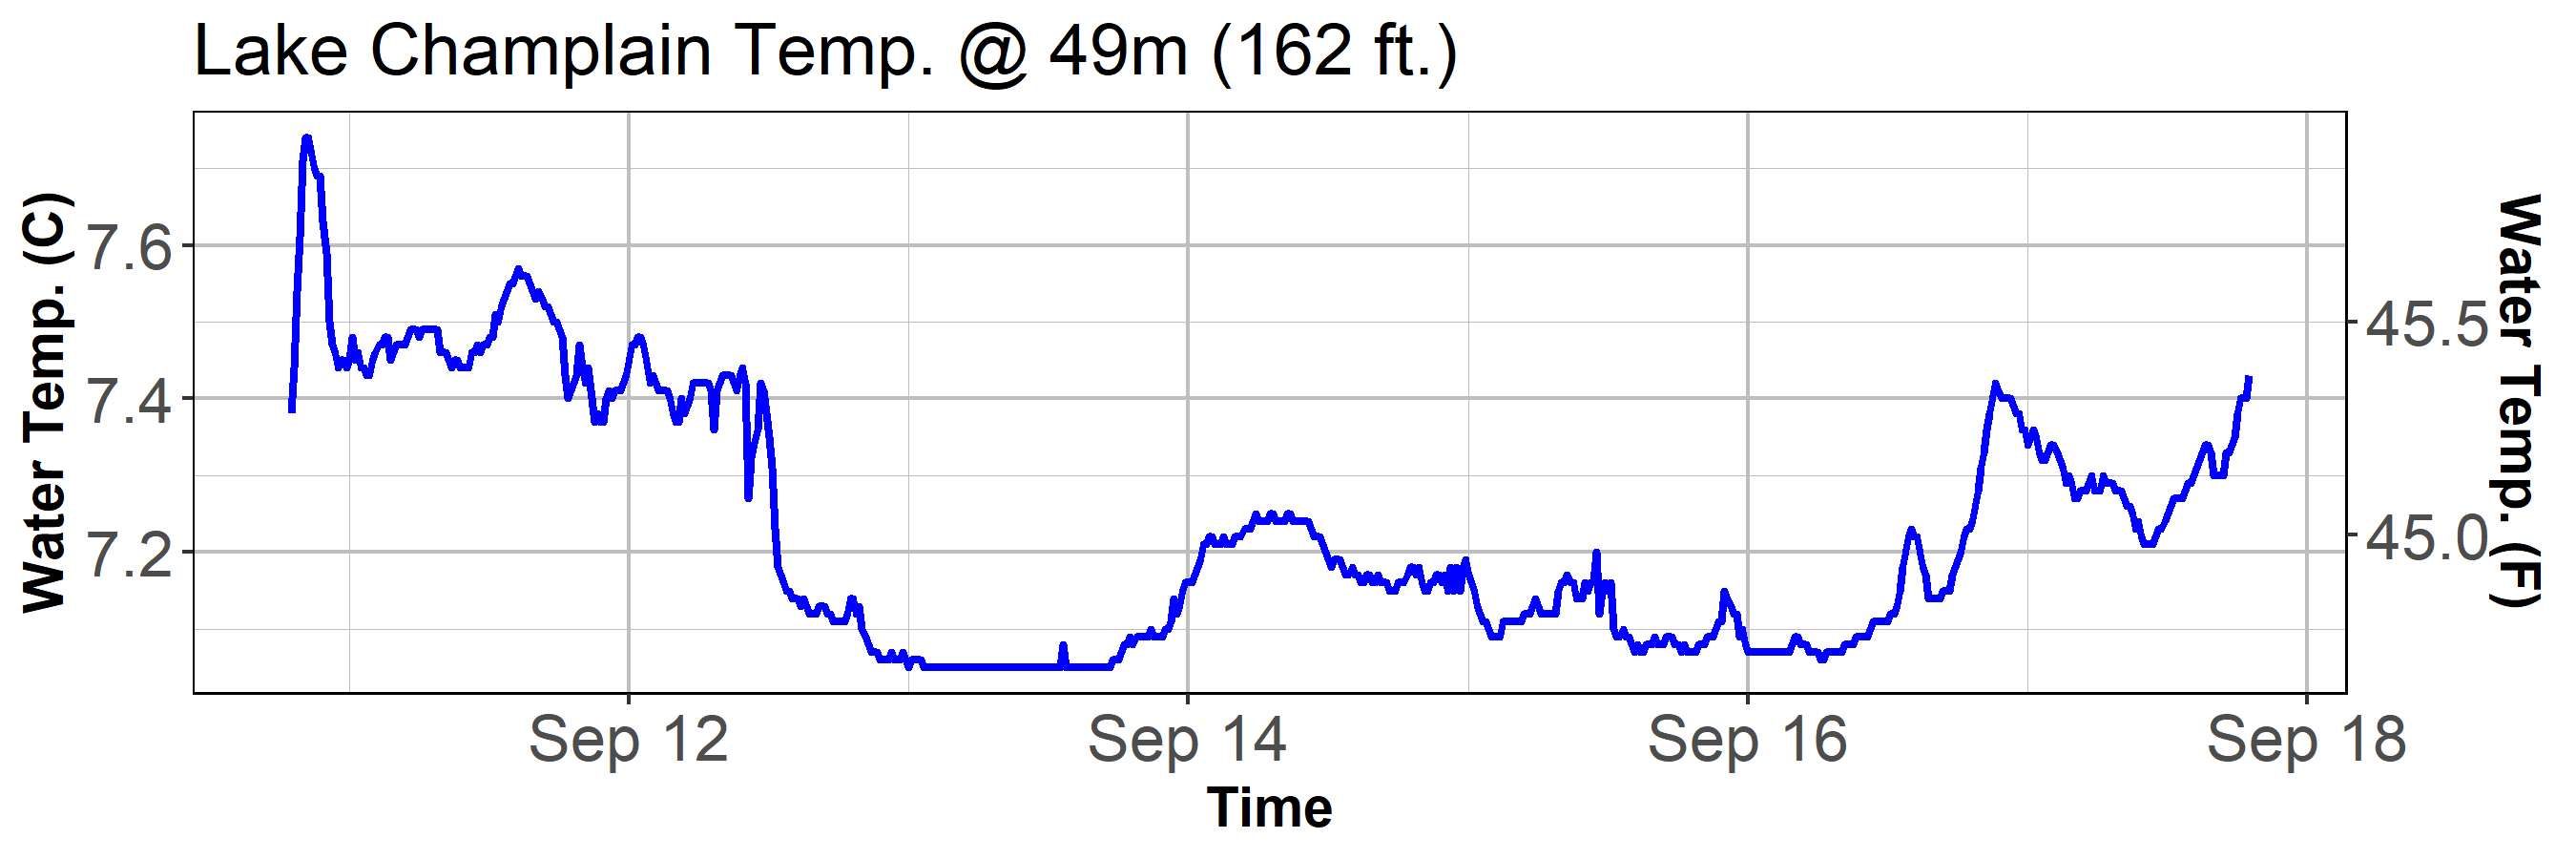 Lake Champlain Temp. @ 49m (162 ft.)
Water Temp. (C)
7.6
7.4
7.2
45.5
45.0
Water Temp. (F)
Sep 12
Sep 14
Sep 16
Sep 18
Time